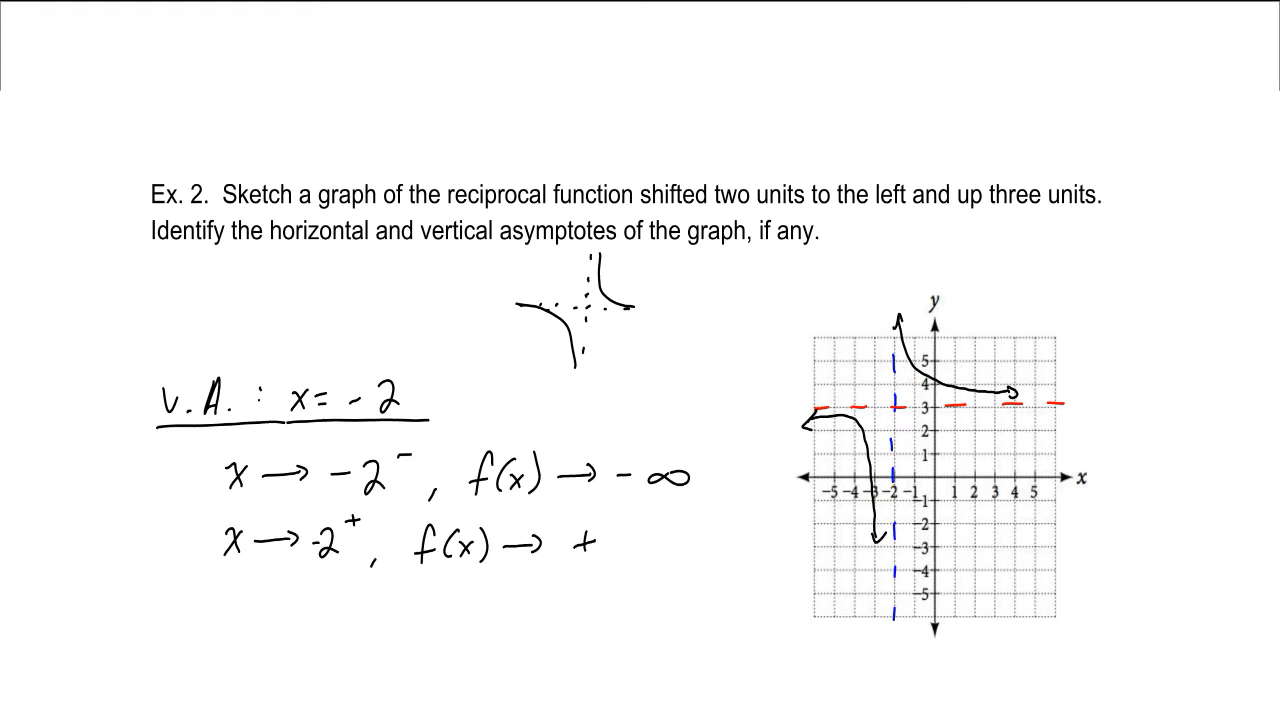 Ex. 2. Sketch a graph of the reciprocal function shifted two units to the left and up three units.
Identify the horizontal and vertical asymptotes of the graph, if any.
V.A. : x = -2
x → -2⁻, f(x) → -∞
x → -2⁺, f(x) → +
y
5
4
3
2
1
-5 -4 -3 -2 -1 1 2 3 4 5 x
-1
-2
-3
-4
-5